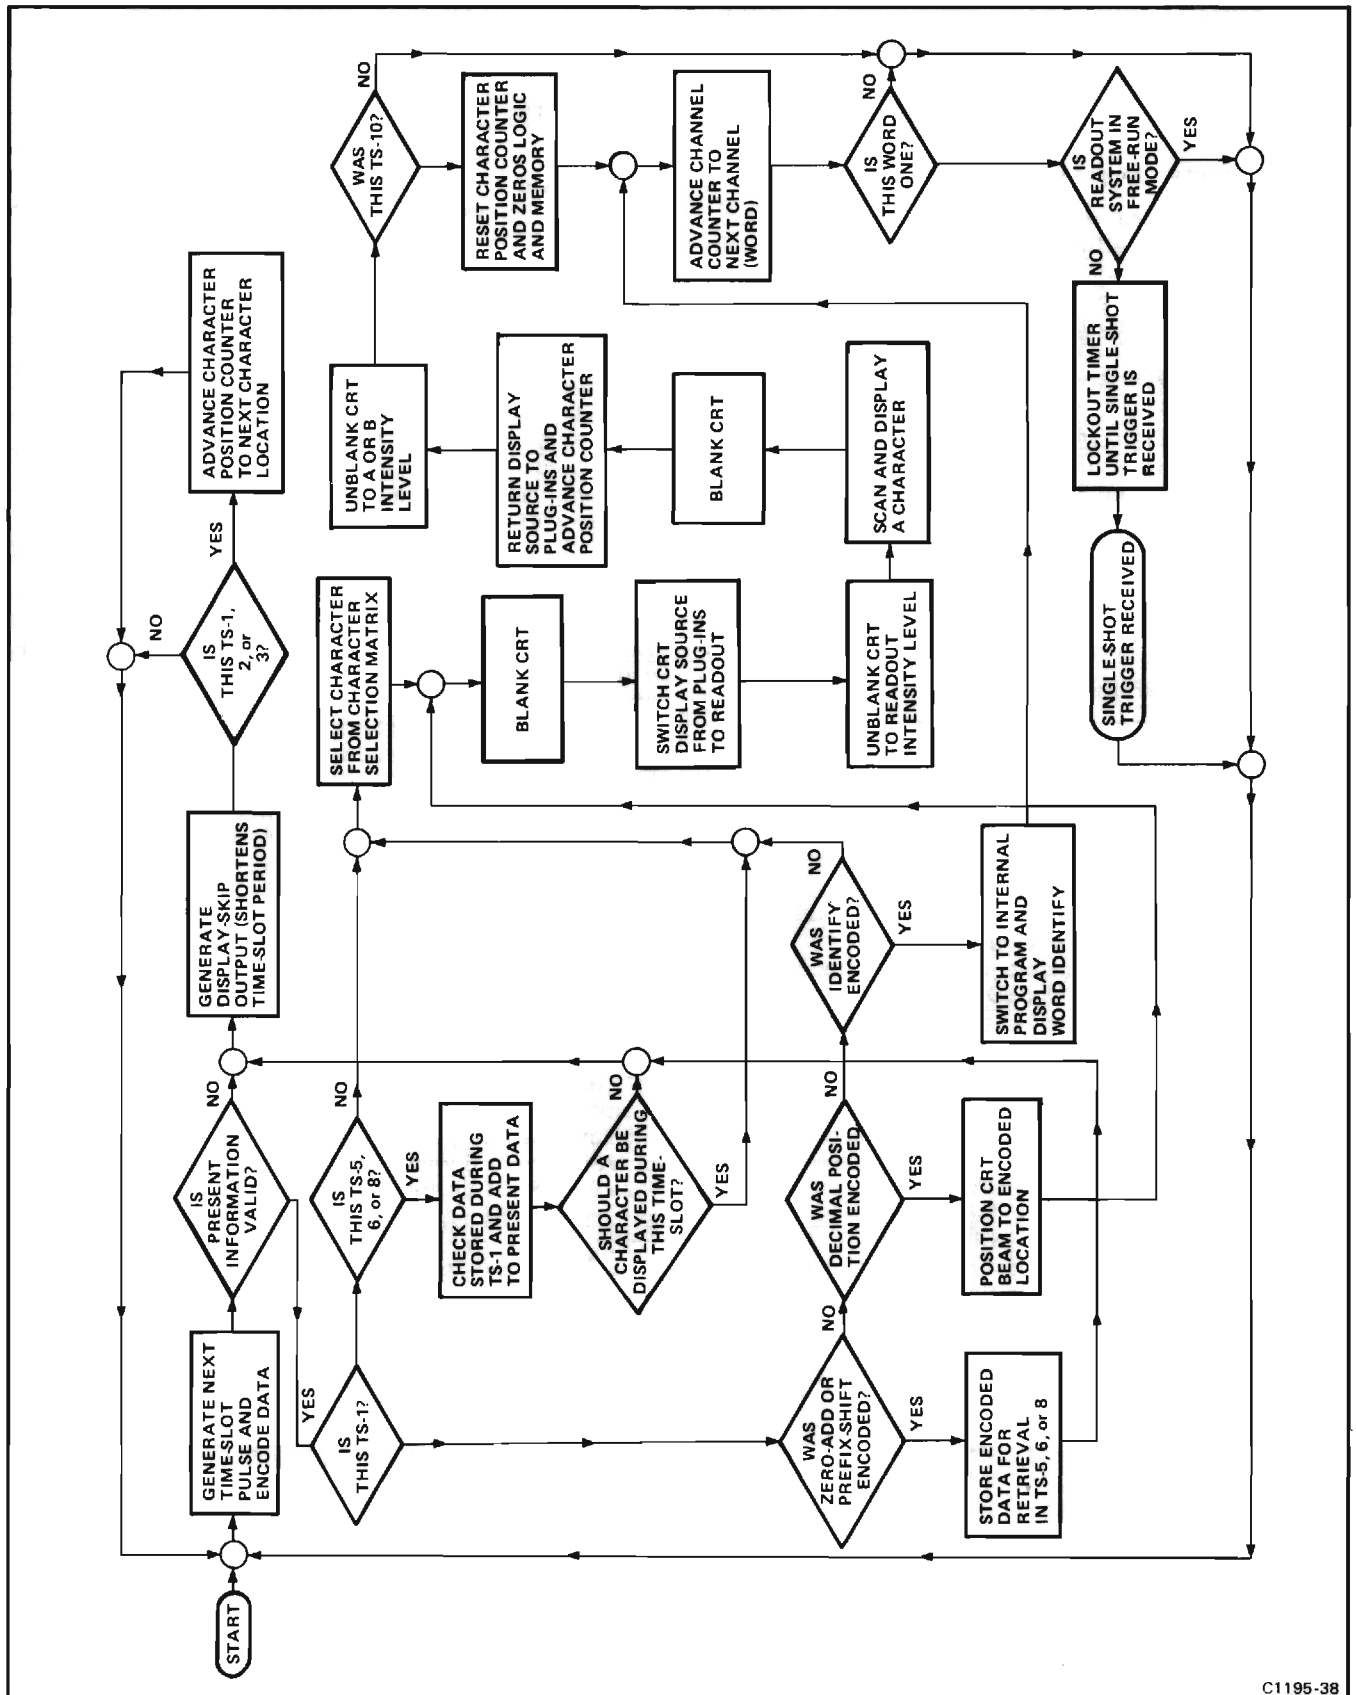 START
GENERATE NEXT
TIME-SLOT
PULSE AND
ENCODE DATA
IS
PRESENT
INFORMATION
VALID?
NO
YES
GENERATE
DISPLAY-SKIP
OUTPUT (SHORTENS
TIME-SLOT PERIOD)
IS
THIS TS-1,
2, or
3?
NO
YES
ADVANCE CHARACTER
POSITION COUNTER
TO NEXT CHARACTER
LOCATION
IS
THIS TS-1?
IS
THIS TS-5,
6, or 8?
NO
YES
CHECK DATA
STORED DURING
TS-1 AND ADD
TO PRESENT DATA
SHOULD A
CHARACTER BE
DISPLAYED DURING
THIS TIME-
SLOT?
NO
YES
SELECT CHARACTER
FROM CHARACTER
SELECTION MATRIX
BLANK CRT
SWITCH CRT
DISPLAY SOURCE
FROM PLUG-INS
TO READOUT
UNBLANK CRT
TO READOUT
INTENSITY LEVEL
SCAN AND DISPLAY
A CHARACTER
BLANK CRT
RETURN DISPLAY
SOURCE TO
PLUG-INS AND
ADVANCE CHARACTER
POSITION COUNTER
UNBLANK CRT
TO A OR B
INTENSITY
LEVEL
WAS
THIS TS-10?
NO
RESET CHARACTER
POSITION COUNTER
AND ZEROS LOGIC
AND MEMORY
ADVANCE CHANNEL
COUNTER TO
NEXT CHANNEL
(WORD)
IS
THIS WORD
ONE?
NO
IS
READOUT
SYSTEM IN
FREE-RUN
MODE?
YES
NO
LOCKOUT TIMER
UNTIL SINGLE-SHOT
TRIGGER IS
RECEIVED
SINGLE-SHOT
TRIGGER RECEIVED
WAS
ZERO-ADD OR
PREFIX-SHIFT
ENCODED?
NO
YES
STORE ENCODED
DATA FOR
RETRIEVAL
IN TS-5, 6, or 8
WAS
DECIMAL POSI-
TION ENCODED
NO
YES
POSITION CRT
BEAM TO ENCODED
LOCATION
WAS
IDENTIFY
ENCODED?
NO
YES
SWITCH TO INTERNAL
PROGRAM AND
DISPLAY
WORD IDENTIFY
C1195-38